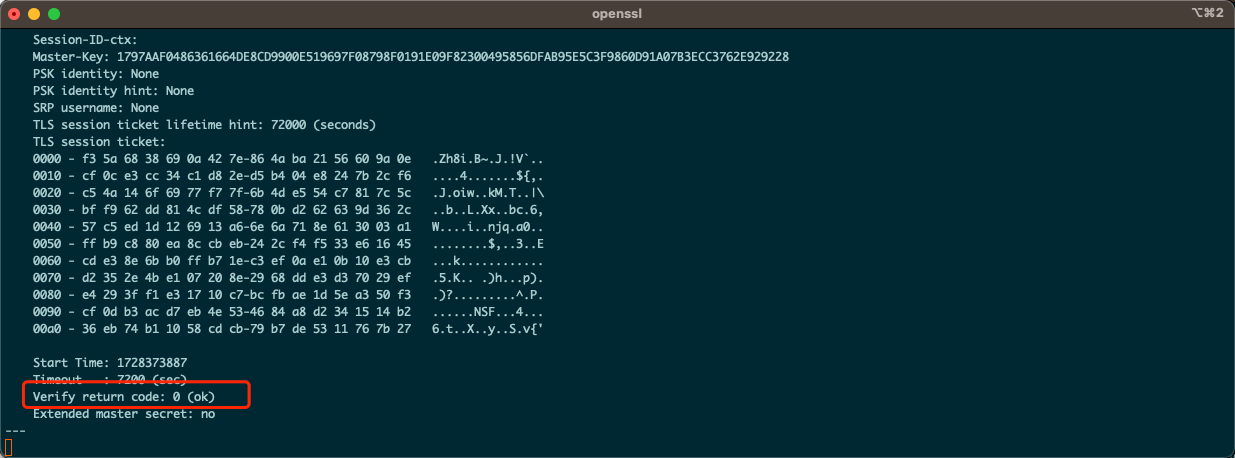 openssl
⌥⌘2
Session-ID-ctx:
Master-Key: 1797AAF0486361664DE8CD9900E519697F08798F0191E09F82300495856DFAB95E5C3F9860D91A07B3ECC3762E929228
PSK identity: None
PSK identity hint: None
SRP username: None
TLS session ticket lifetime hint: 72000 (seconds)
TLS session ticket:
0000 - f3 5a 68 38 69 0a 42 7e-86 4a ba 21 56 60 9a 0e   .Zh8i.B~.J.!V`..
0010 - cf 0c e3 cc 34 c1 d8 2e-d5 b4 04 e8 24 7b 2c f6   ....4.......${,.
0020 - c5 4a 14 6f 69 77 f7 7f-6b 4d e5 54 c7 81 7c 5c   .J.oiw..kM.T..|\
0030 - bf f9 62 dd 81 4c df 58-78 0b d2 62 63 9d 36 2c   ..b..L.Xx..bc.6,
0040 - 57 c5 ed 1d 12 69 13 a6-6e 6a 71 8e 61 30 03 a1   W....i..njq.a0..
0050 - ff b9 c8 80 ea 8c cb eb-24 2c f4 f5 33 e6 16 45   ........$,..3..E
0060 - cd e3 8e 6b b0 ff b7 1e-c3 ef 0a e1 0b 10 e3 cb   ...k............
0070 - d2 35 2e 4b e1 07 20 8e-29 68 dd e3 d3 70 29 ef   .5.K.. .)h...p).
0080 - e4 29 3f f1 e3 17 10 c7-bc fb ae 1d 5e a3 50 f3   .)?.........^.P.
0090 - cf 0d b3 ac d7 eb 4e 53-46 84 a8 d2 34 15 14 b2   ......NSF...4...
00a0 - 36 eb 74 b1 10 58 cd cb-79 b7 de 53 11 76 7b 27   6.t..X..y..S.v{'
Start Time: 1728373887
Timeout   : 7200 (sec)
Verify return code: 0 (ok)
Extended master secret: no
---